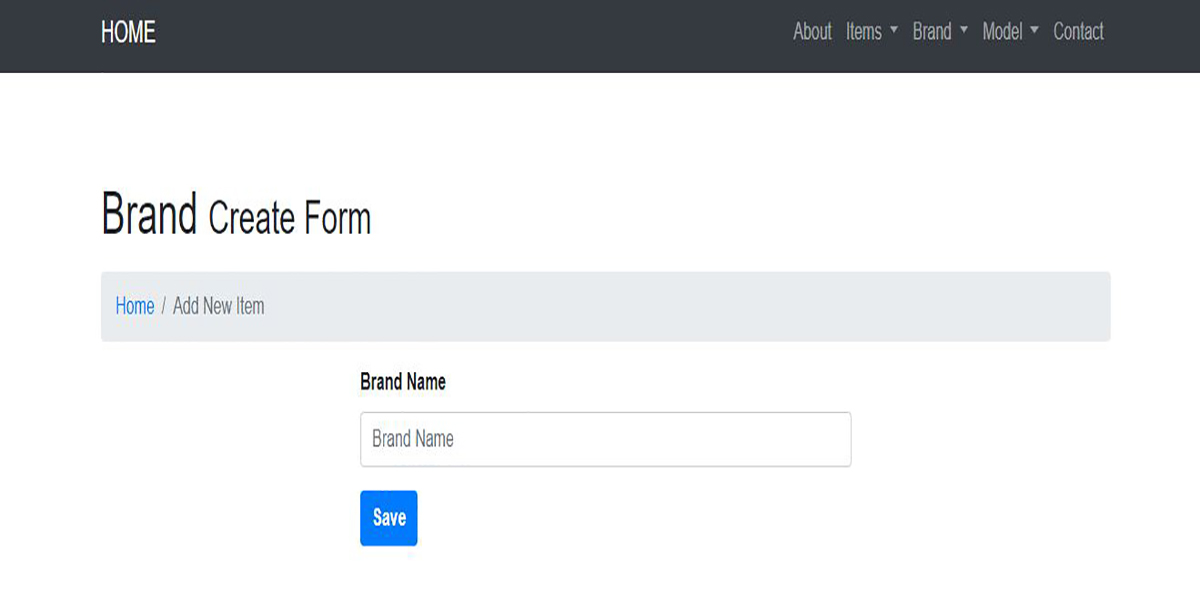 HOME About Items Brand Model Contact
Brand Create Form
Home / Add New Item
Brand Name
Brand Name
Save